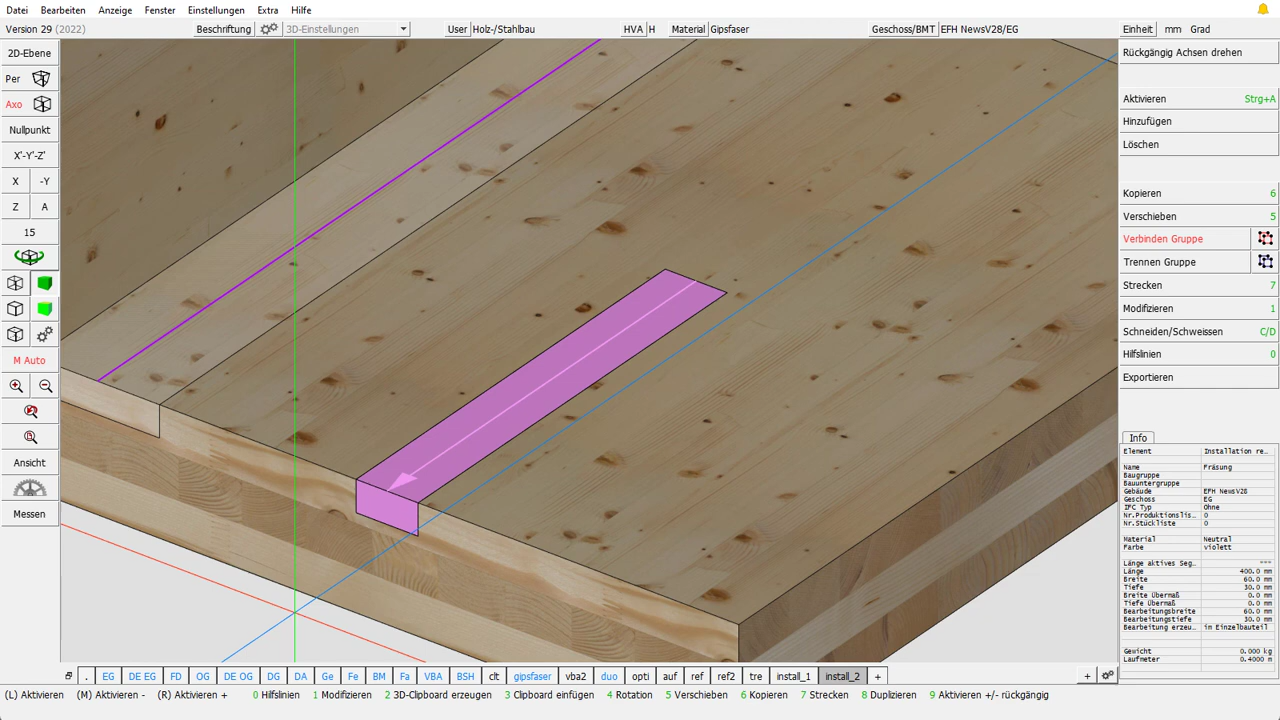 Datei Bearbeiten Anzeige Fenster Einstellungen Extra Hilfe
Version 29 (2022) Beschriftung 3D-Einstellungen User Holz-/Stahlbau HVA H Material Gipsfaser Geschoss/BMT EFH NewsV28/EG Einheit mm Grad
2D-Ebene
Per
Axo
Nullpunkt
X'-Y'-Z'
X -Y
Z A
15
M Auto
Ansicht
Messen
Rückgängig Achsen drehen
Aktivieren Strg+A
Hinzufügen
Löschen
Kopieren 6
Verschieben 5
Verbinden Gruppe
Trennen Gruppe
Strecken 7
Modifizieren 1
Schneiden/Schweissen C/D
Hilfslinien 0
Exportieren
Info
Element Installation re...
Name Fräsung
Baugruppe
Bauuntergruppe
Gebäude EFH NewsV28
Geschoss EG
IFC Typ Ohne
Nr.Produktionslis... 0
Nr.Stückliste 0
Material Neutral
Farbe violett
Länge aktives Seg... ***
Länge 400.0 mm
Breite 60.0 mm
Tiefe 30.0 mm
Breite Übermaß 0.0 mm
Tiefe Übermaß 0.0 mm
Bearbeitungsbreite 60.0 mm
Bearbeitungstiefe 30.0 mm
Bearbeitung erzeu... im Einzelbauteil
Gewicht 0.000 kg
Laufmeter 0.4000 m
. EG DE EG FD OG DE OG DG DA Ge Fe BM Fa VBA BSH clt gipsfaser vba2 duo opti auf ref ref2 tre install_1 install_2 + +
(L) Aktivieren (M) Aktivieren - (R) Aktivieren + 0 Hilfslinien 1 Modifizieren 2 3D-Clipboard erzeugen 3 Clipboard einfügen 4 Rotation 5 Verschieben 6 Kopieren 7 Strecken 8 Duplizieren 9 Aktivieren +/- rückgängig